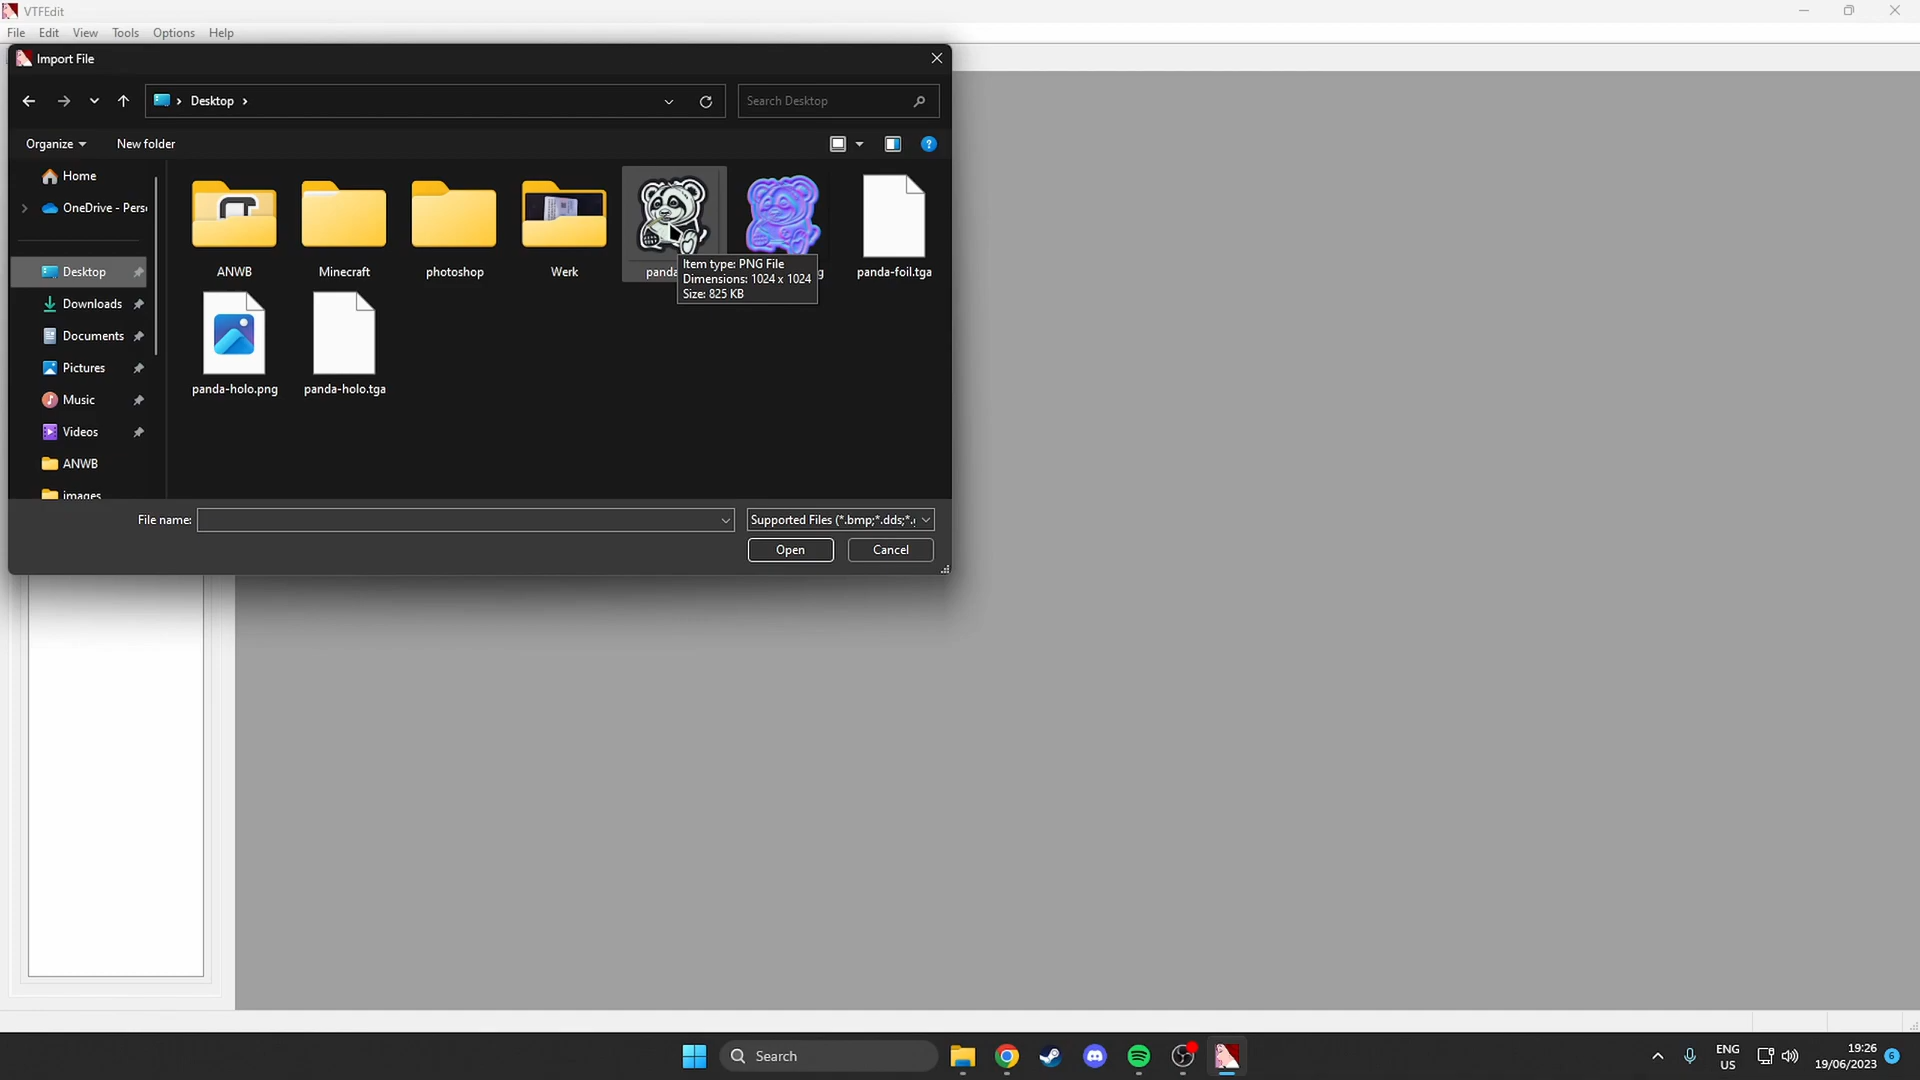 VTFEdit
File Edit View Tools Options Help
Import File
Desktop
Search Desktop
Organize New folder
Home
OneDrive - Pers
Desktop
Downloads
Documents
Pictures
Music
Videos
ANWB
images
ANWB
Minecraft
photoshop
Werk
panda
g
panda-foil.tga
Item type: PNG File
Dimensions: 1024 x 1024
Size: 825 KB
panda-holo.png
panda-holo.tga
File name:
Supported Files (*.bmp;*.dds;*.
Open
Cancel
Search
ENG
US
19:26
19/06/2023
6